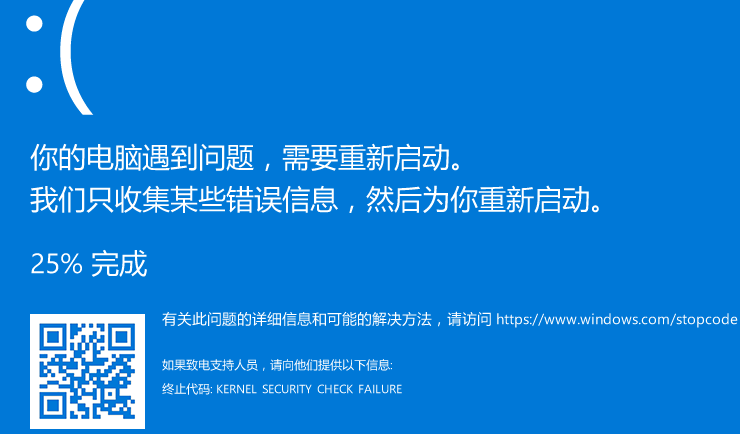 :(
你的电脑遇到问题，需要重新启动。
我们只收集某些错误信息，然后为你重新启动。
25% 完成
有关此问题的详细信息和可能的解决方法，请访问 https://www.windows.com/stopcode
如果致电支持人员，请向他们提供以下信息:
终止代码: KERNEL SECURITY CHECK FAILURE